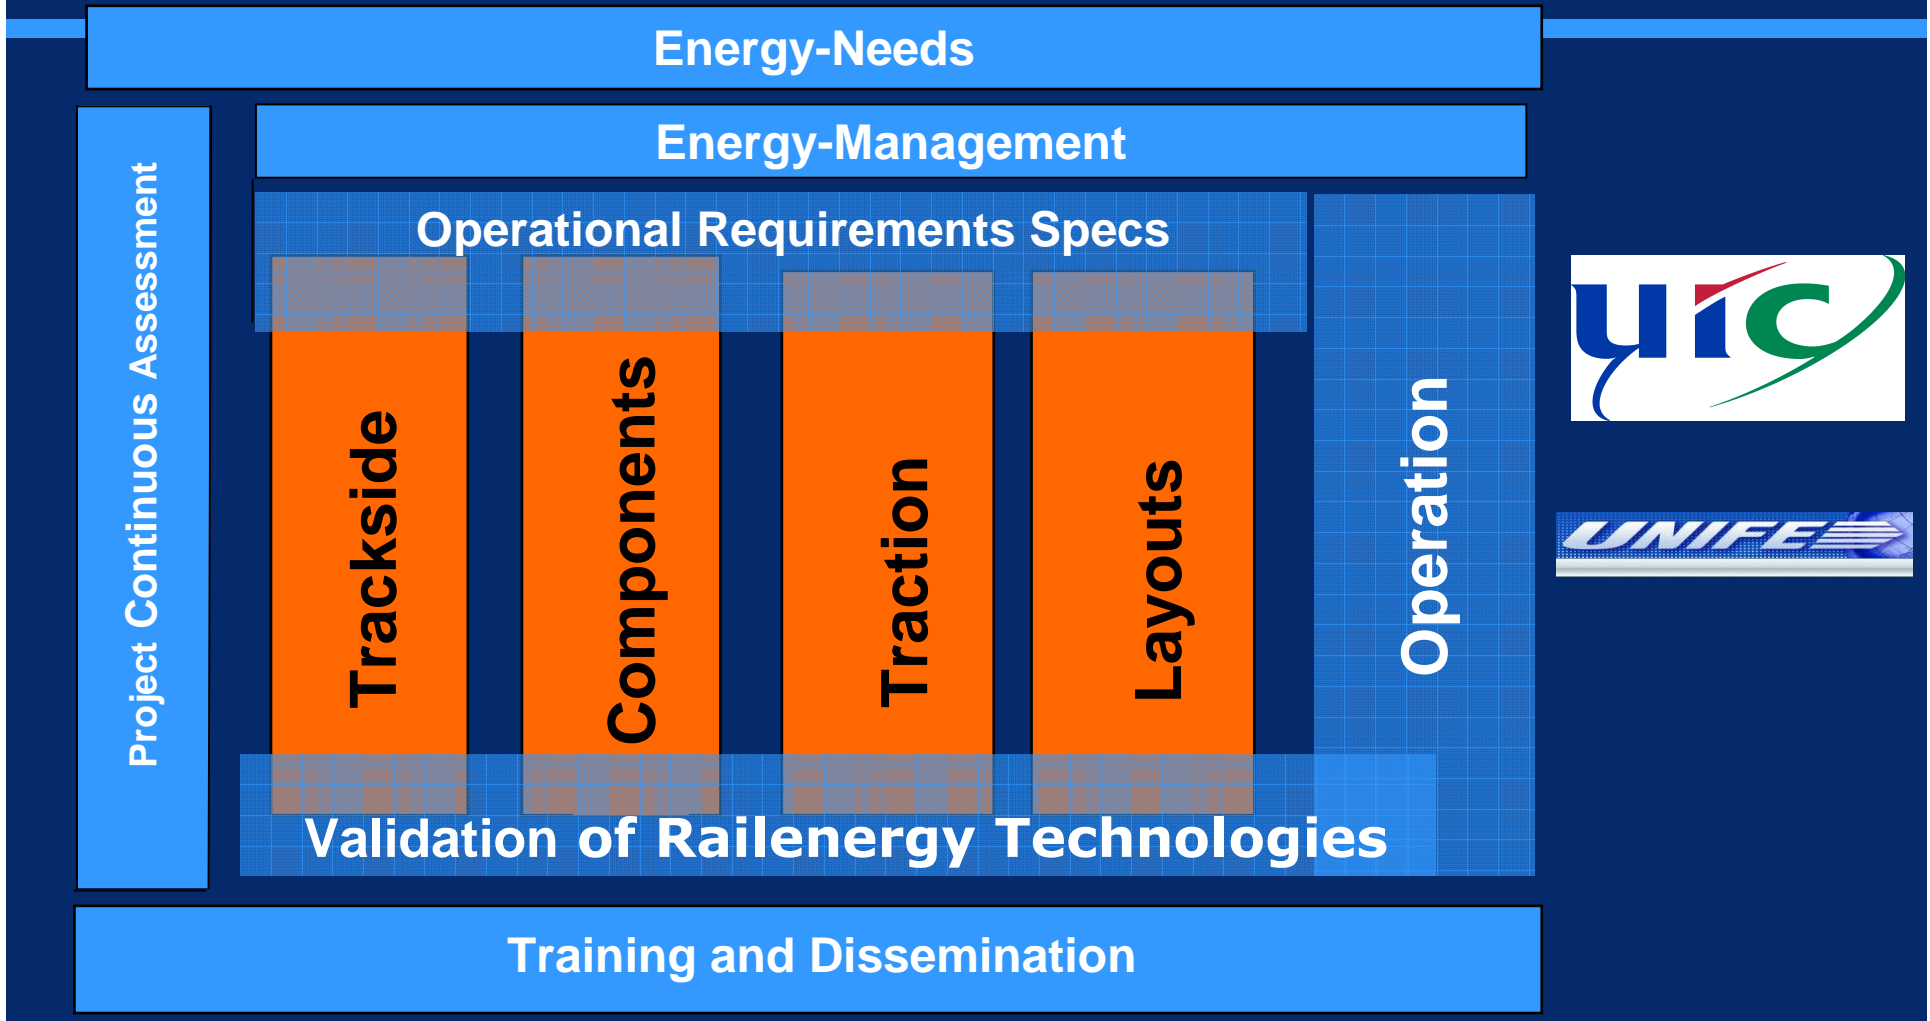 Energy-Needs
Energy-Management
Project Continuous Assessment
Operational Requirements Specs
Trackside
Components
Traction
Layouts
Operation
Validation of Railenergy Technologies
Training and Dissemination
uic
UNIFE